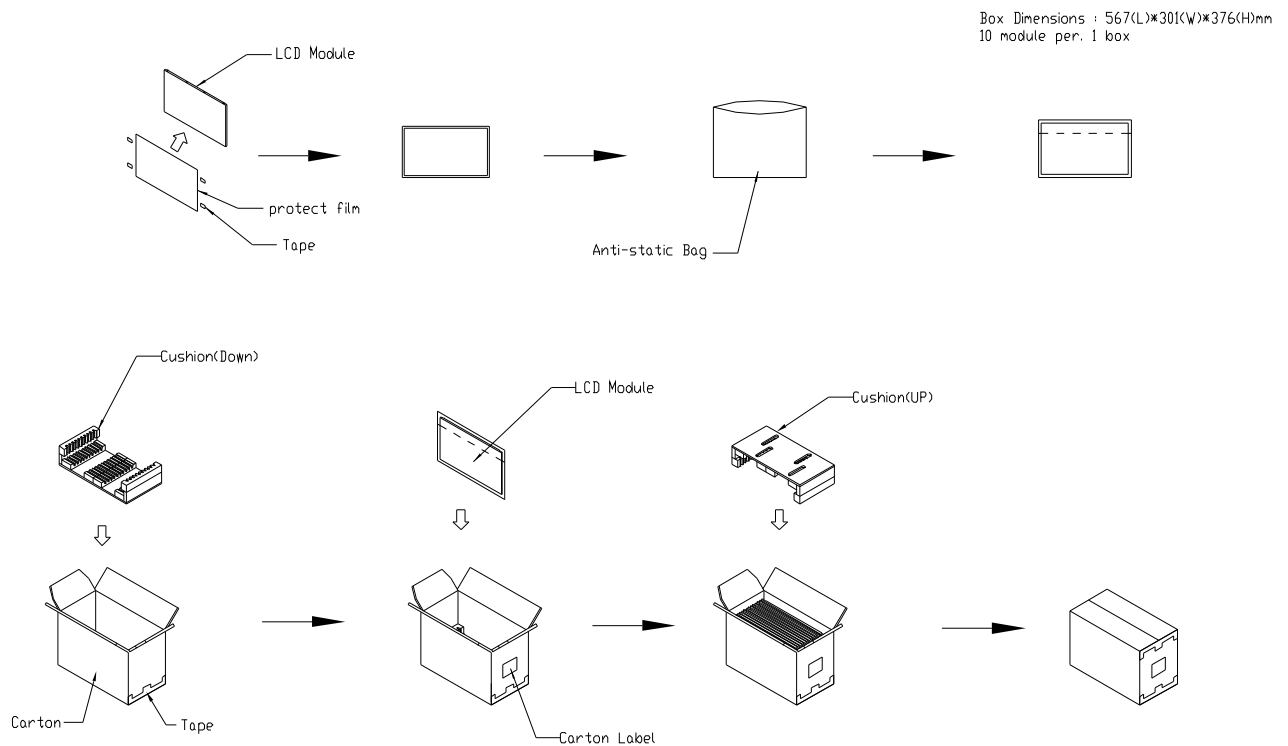 Box Dimensions : 567(L)*301(W)*376(H)mm
10 module per. 1 box
LCD Module
protect film
Tape
Anti-static Bag
Cushion(Down)
LCD Module
Cushion(UP)
Carton
Tape
Carton Label